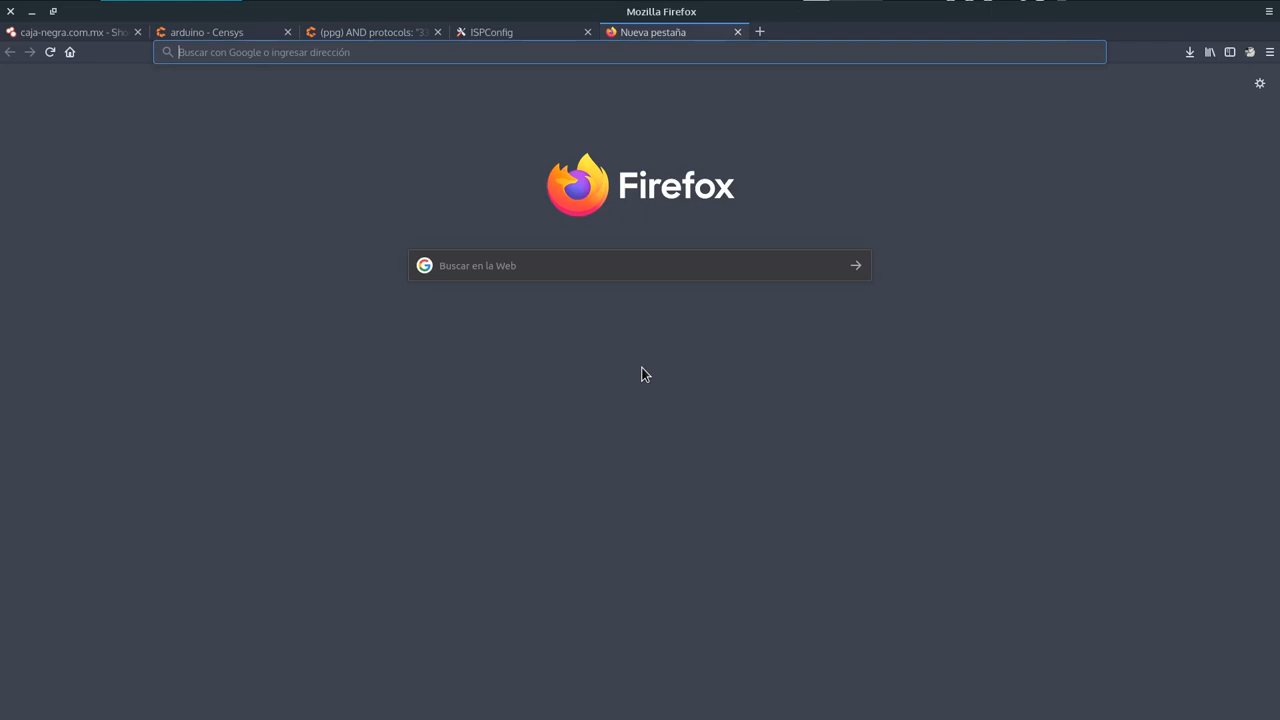 Mozilla Firefox
caja-negra.com.mx - Sho
arduino - Censys
(ppg) AND protocols: "3
ISPConfig
Nueva pestaña
Buscar con Google o ingresar dirección
Firefox
Buscar en la Web